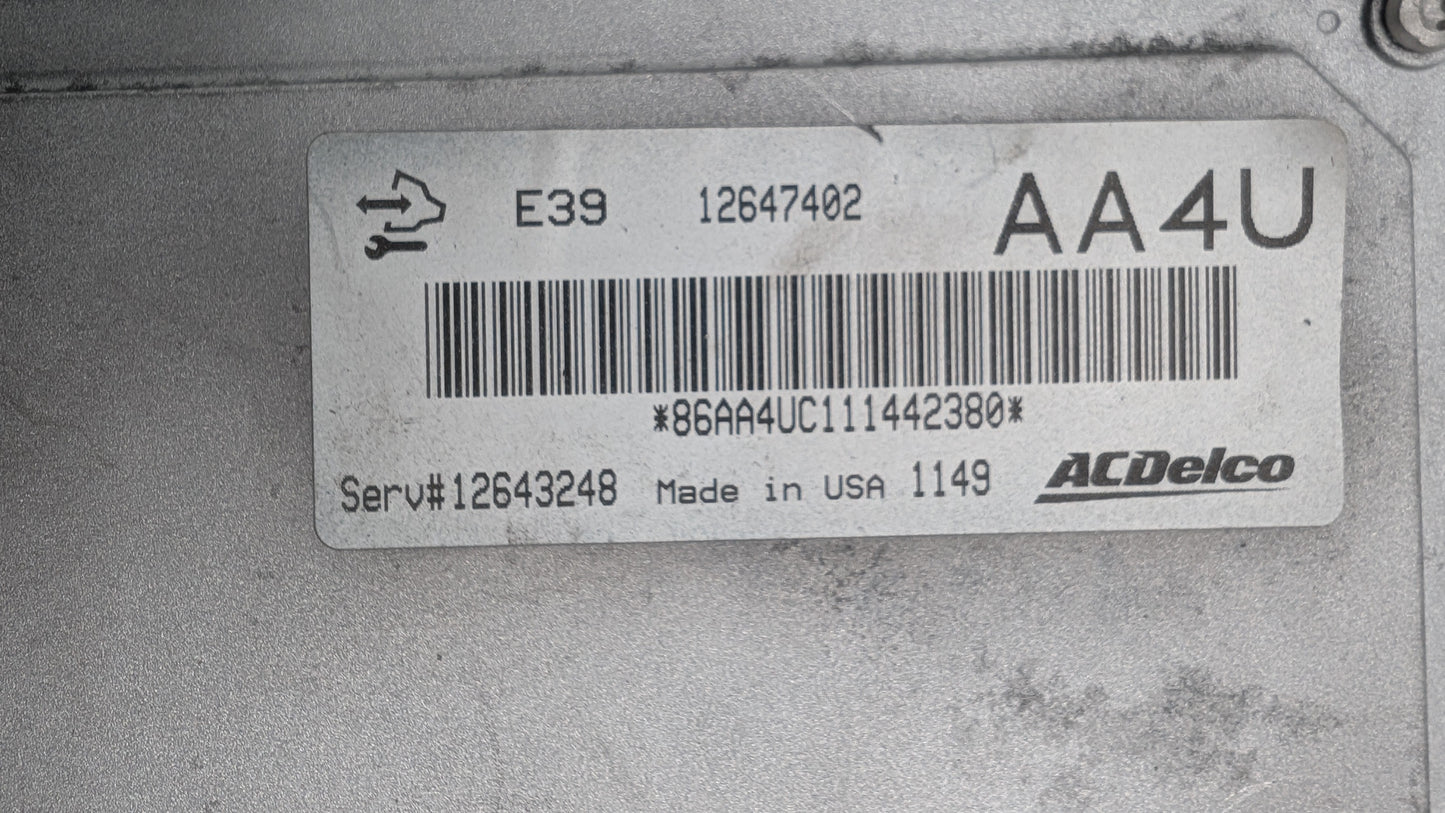 E39 12647402 AA4U
*86AA4UC111442380*
Serv#12643248 Made in USA 1149 ACDelco